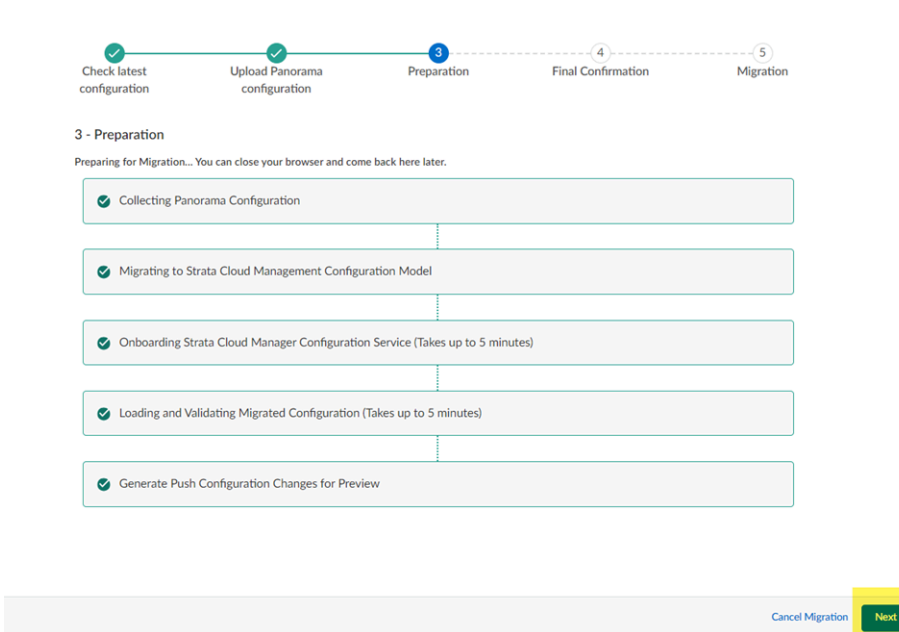 3
4
5
Check latest
configuration
Upload Panorama
configuration
Preparation
Final Confirmation
Migration
3 - Preparation
Preparing for Migration... You can close your browser and come back here later.
Collecting Panorama Configuration
Migrating to Strata Cloud Management Configuration Model
Onboarding Strata Cloud Manager Configuration Service (Takes up to 5 minutes)
Loading and Validating Migrated Configuration (Takes up to 5 minutes)
Generate Push Configuration Changes for Preview
Cancel Migration
Next